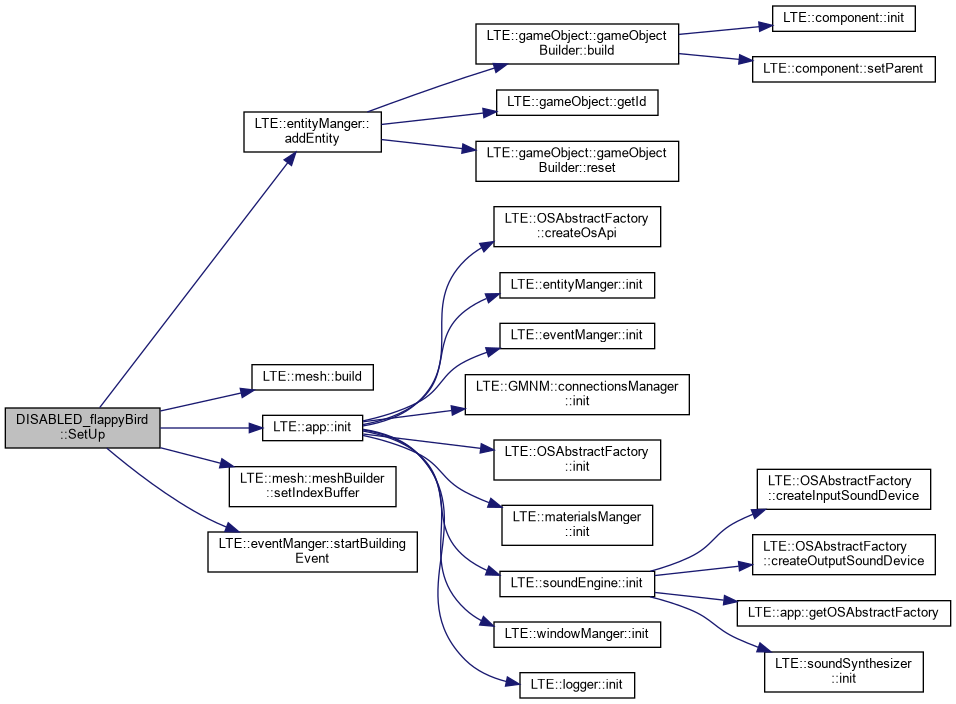 LTE::component::init
LTE::gameObject::gameObject
Builder::build
LTE::component::setParent
LTE::gameObject::getId
LTE::entityManger::
addEntity
LTE::gameObject::gameObject
Builder::reset
LTE::OSAbstractFactory
::createOsApi
LTE::entityManger::init
LTE::eventManger::init
LTE::mesh::build
LTE::GMNM::connectionsManager
::init
DISABLED_flappyBird
::SetUp
LTE::app::init
LTE::OSAbstractFactory
::init
LTE::mesh::meshBuilder
::setIndexBuffer
LTE::OSAbstractFactory
::createInputSoundDevice
LTE::materialsManger
::init
LTE::eventManger::startBuilding
Event
LTE::OSAbstractFactory
::createOutputSoundDevice
LTE::soundEngine::init
LTE::app::getOSAbstractFactory
LTE::windowManger::init
LTE::soundSynthesizer
::init
LTE::logger::init